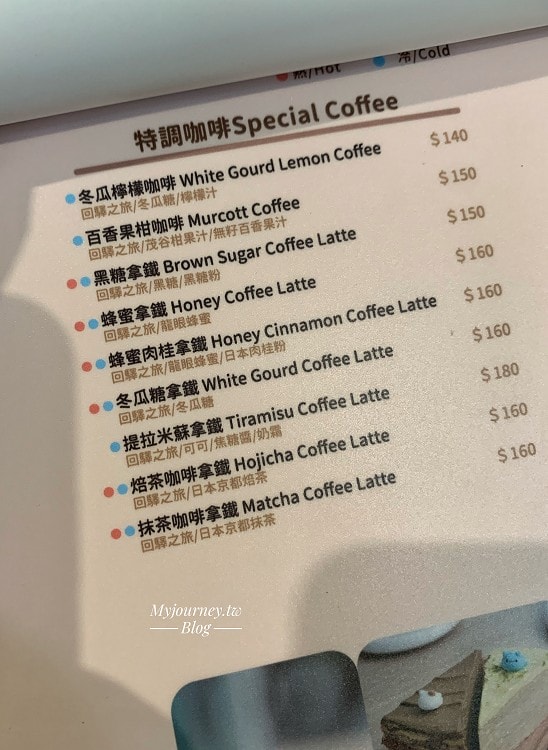 熱/Hot 冷/Cold
特調咖啡Special Coffee
冬瓜檸檬咖啡 White Gourd Lemon Coffee $140
回驛之旅/冬瓜糖/檸檬汁
百香果柑咖啡 Murcott Coffee $150
回驛之旅/茂谷柑果汁/無籽百香果汁
黑糖拿鐵 Brown Sugar Coffee Latte $150
回驛之旅/黑糖/黑糖粉
蜂蜜拿鐵 Honey Coffee Latte $160
回驛之旅/龍眼蜂蜜
蜂蜜肉桂拿鐵 Honey Cinnamon Coffee Latte $160
回驛之旅/龍眼蜂蜜/日本肉桂粉
冬瓜糖拿鐵 White Gourd Coffee Latte $160
回驛之旅/冬瓜糖
提拉米蘇拿鐵 Tiramisu Coffee Latte $180
回驛之旅/可可/焦糖醬/奶霜
焙茶咖啡拿鐵 Hojicha Coffee Latte $160
回驛之旅/日本京都焙茶
抹茶咖啡拿鐵 Matcha Coffee Latte $160
回驛之旅/日本京都抹茶
Myjourney.tw
Blog